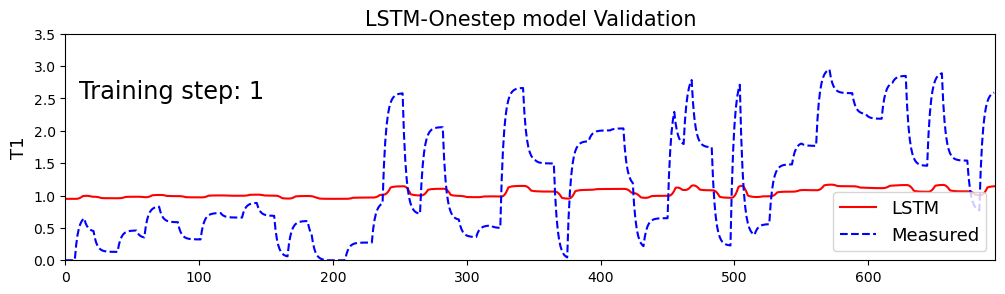 LSTM-Onestep model Validation
3.5
3.0
2.5
2.0
1.5
1.0
0.5
0.0
T1
Training step: 1
LSTM
Measured
0 100 200 300 400 500 600